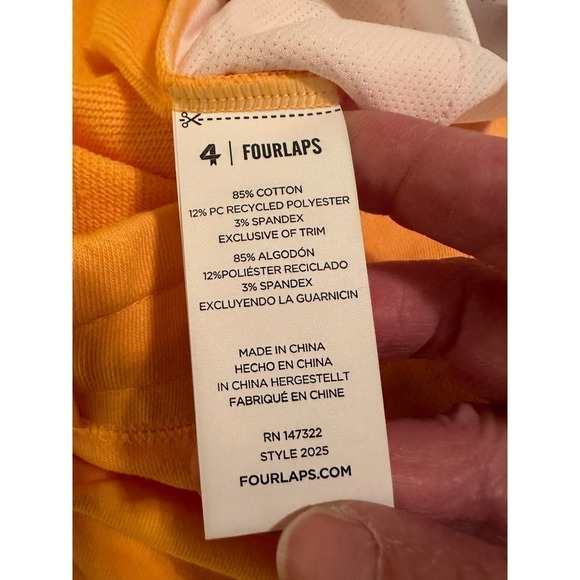 4 | FOURLAPS
85% COTTON
12% PC RECYCLED POLYESTER
3% SPANDEX
EXCLUSIVE OF TRIM
85% ALGODÓN
12%POLIÉSTER RECICLADO
3% SPANDEX
EXCLUYENDO LA GUARNICIN
MADE IN CHINA
HECHO EN CHINA
IN CHINA HERGESTELLT
FABRIQUÉ EN CHINE
RN 147322
STYLE 2025
FOURLAPS.COM